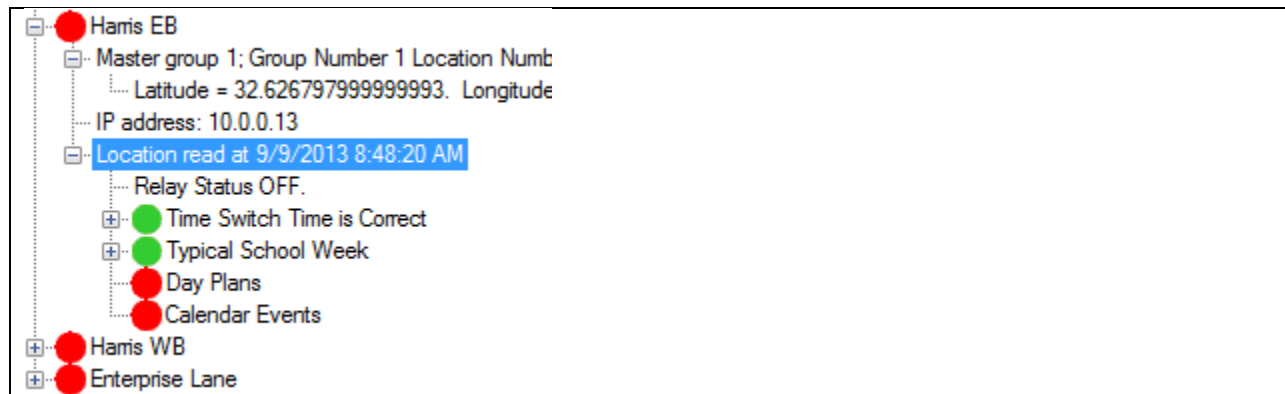 Harris EB
Master group 1; Group Number 1 Location Numb
Latitude = 32.626797999999993.  Longitude
IP address: 10.0.0.13
Location read at 9/9/2013 8:48:20 AM
Relay Status OFF.
Time Switch Time is Correct
Typical School Week
Day Plans
Calendar Events
Harris WB
Enterprise Lane